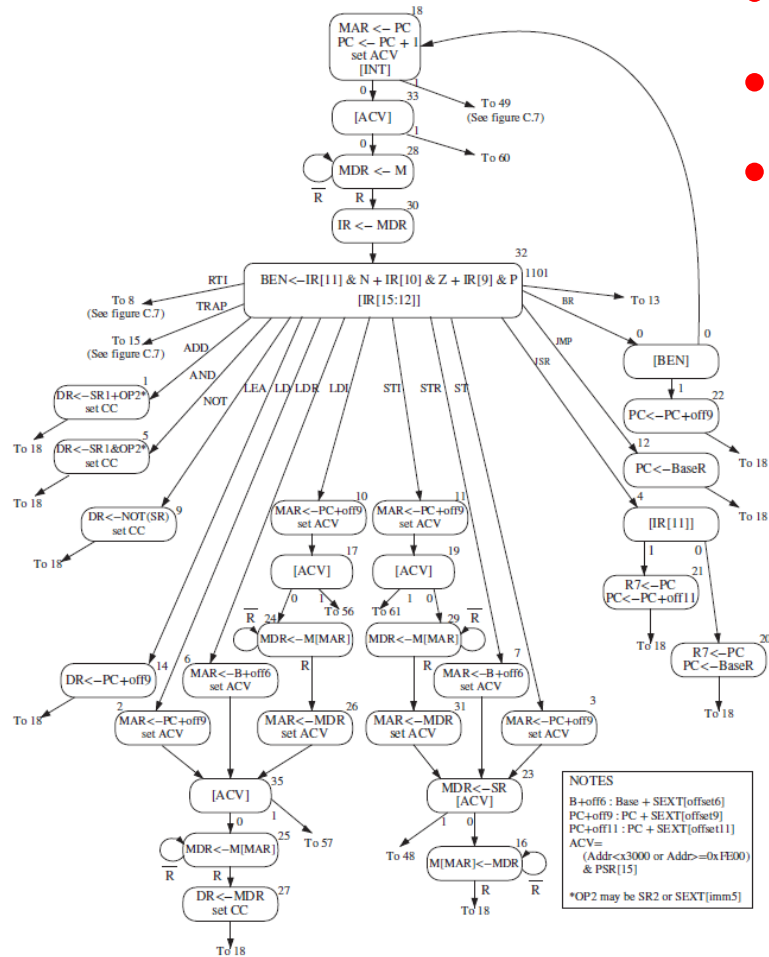 18
MAR <– PC
PC <– PC + 1
set ACV
[INT]
0
1
33
To 49
(See figure C.7)
[ACV]
0
1
28
To 60
MDR <– M
R
R
30
IR <– MDR
32
BEN<–IR[11] & N + IR[10] & Z + IR[9] & P
[IR[15:12]]
1101
RTI
To 8
(See figure C.7)
TRAP
To 15
(See figure C.7)
To 13
BR
JMP
JSR
ADD
AND
NOT
LEA
LD
LDR
LDI
STI
STR
ST
0
0
[BEN]
1
22
PC<–PC+off9
To 18
12
PC<–BaseR
To 18
4
[IR[11]]
1
0
21
R7<–PC
PC<–PC+off11
To 18
20
R7<–PC
PC<–BaseR
To 18
1
DR<–SR1+OP2*
set CC
To 18
5
DR<–SR1&OP2*
set CC
To 18
9
DR<–NOT(SR)
set CC
To 18
10
MAR<–PC+off9
set ACV
11
MAR<–PC+off9
set ACV
17
[ACV]
0
1
To 56
19
[ACV]
1
0
To 61
R
24
MDR<–M[MAR]
R
29
MDR<–M[MAR]
R
R
14
DR<–PC+off9
To 18
6
MAR<–B+off6
set ACV
2
MAR<–PC+off9
set ACV
26
MAR<–MDR
set ACV
31
MAR<–MDR
set ACV
7
MAR<–B+off6
set ACV
3
MAR<–PC+off9
set ACV
35
[ACV]
0
1
To 57
25
MDR<–M[MAR]
R
R
27
DR<–MDR
set CC
To 18
23
MDR<–SR
[ACV]
1
0
To 48
16
M[MAR]<–MDR
R
R
To 18
NOTES
B+off6 : Base + SEXT[offset6]
PC+off9 : PC + SEXT[offset9]
PC+off11 : PC + SEXT[offset11]
ACV=
(Addr<x3000 or Addr>=0xFE00)
& PSR[15]
*OP2 may be SR2 or SEXT[imm5]